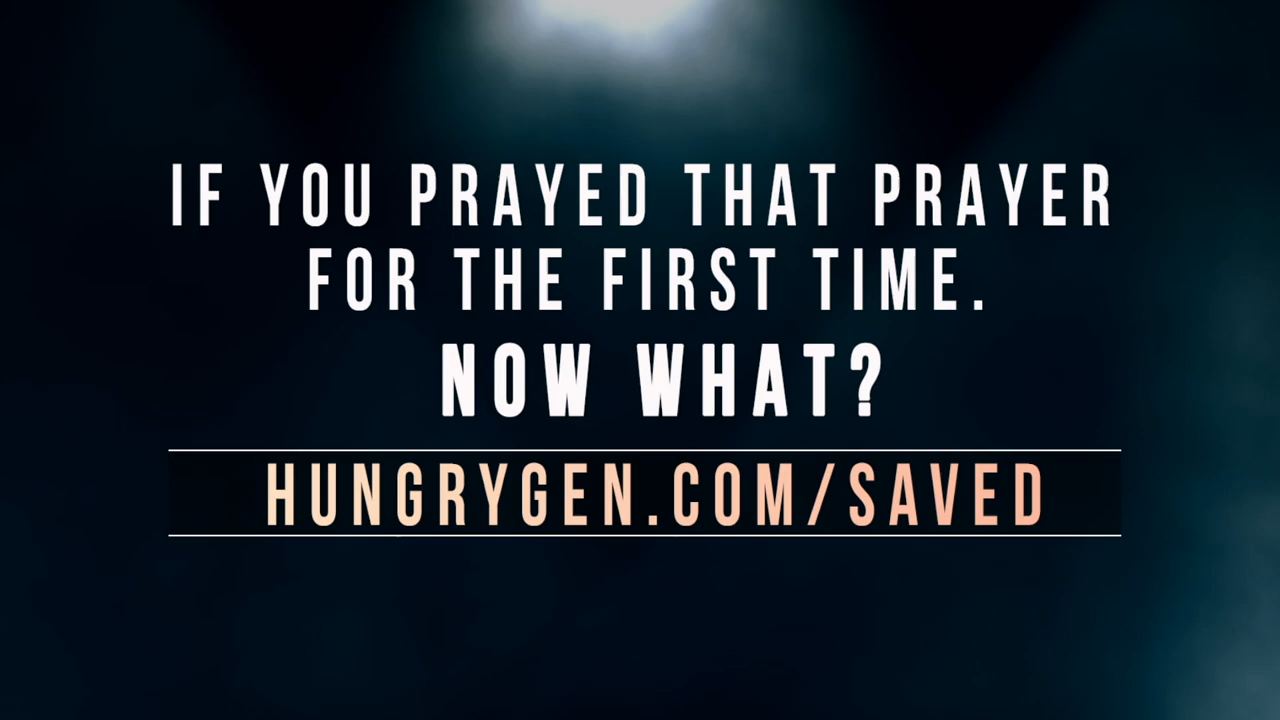 IF YOU PRAYED THAT PRAYER
FOR THE FIRST TIME.
NOW WHAT?
HUNGRYGEN.COM/SAVED